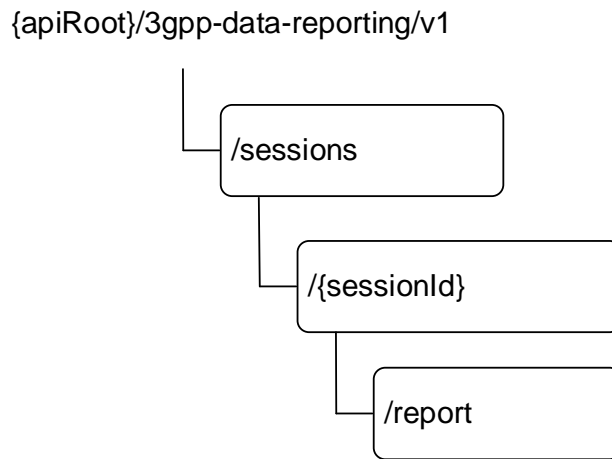 {apiRoot}/3gpp-data-reporting/v1
/sessions
/{sessionId}
/report